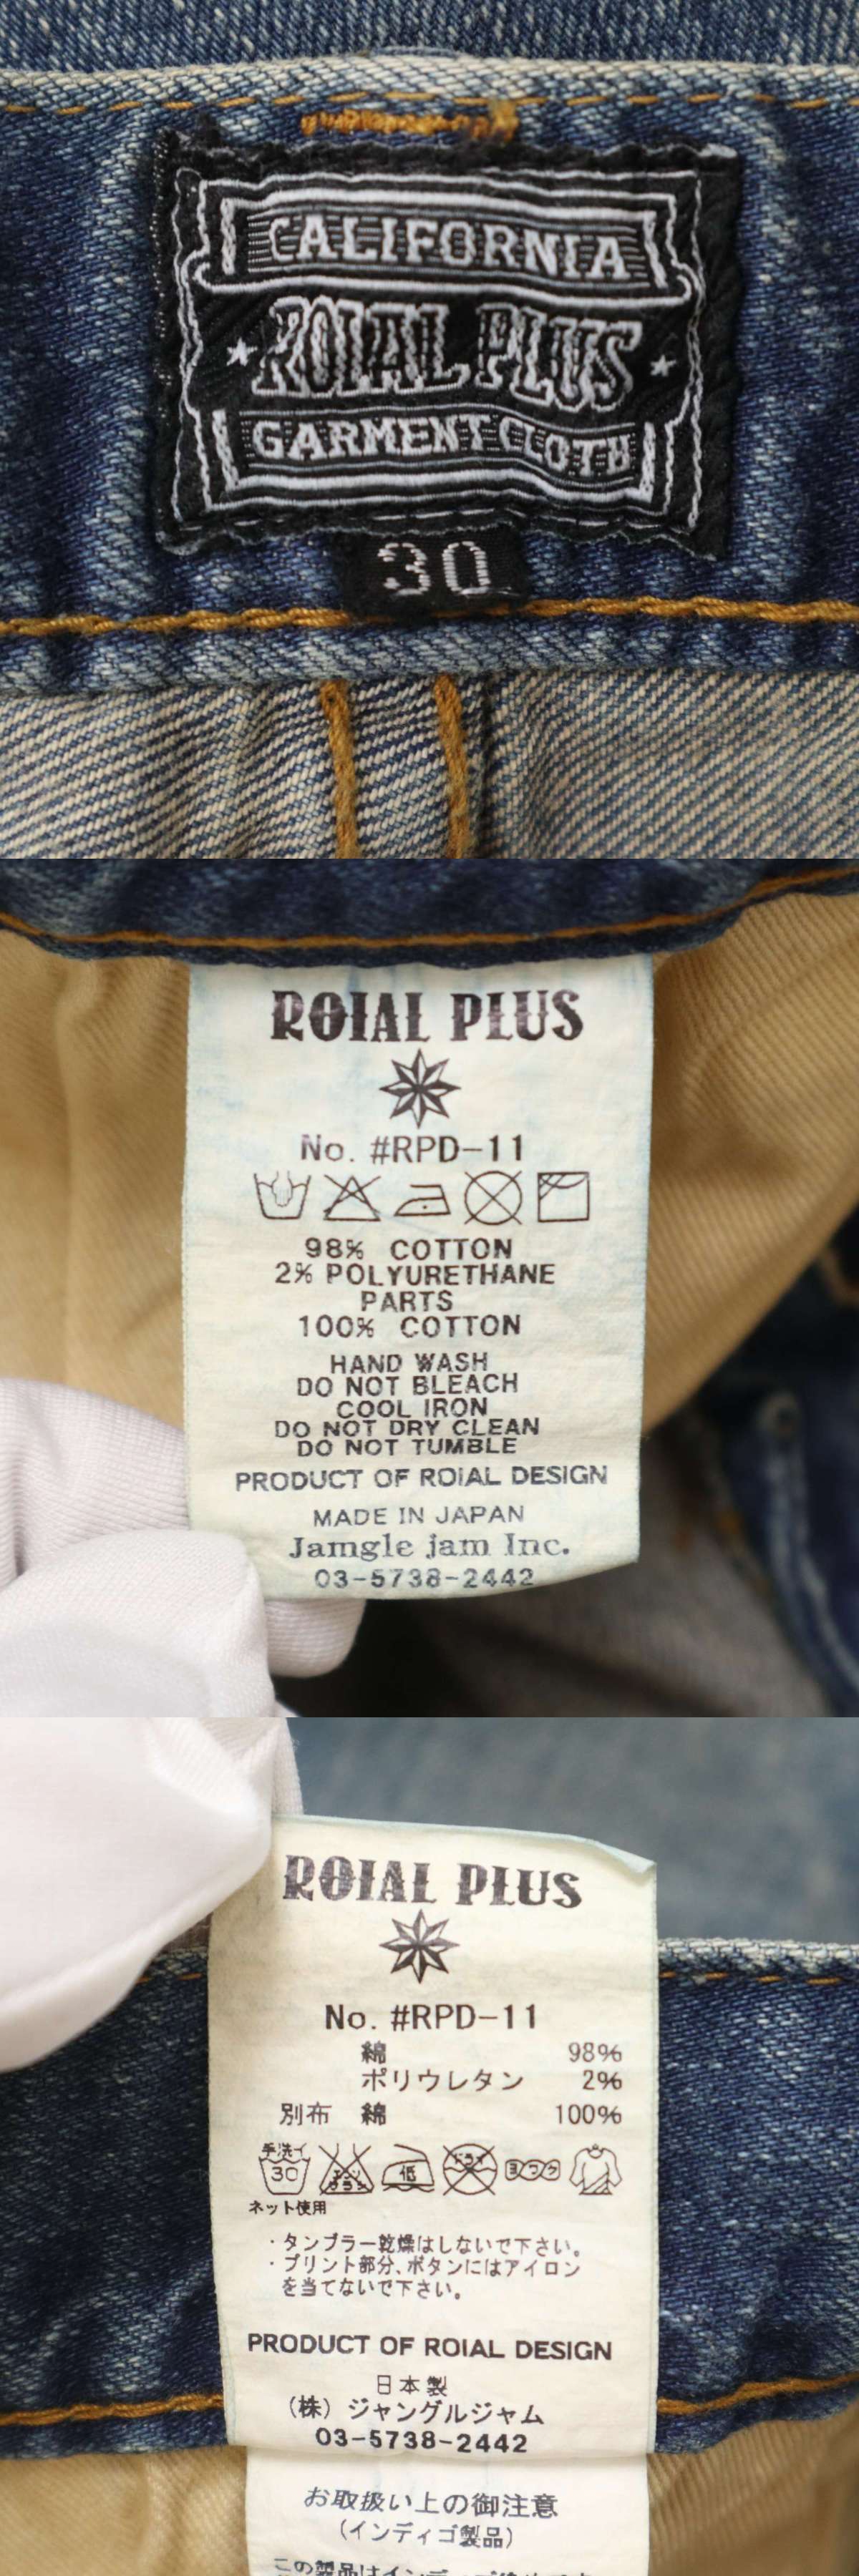 CALIFORNIA
ROIAL PLUS
GARMENT CLOTH
30
ROIAL PLUS
No. #RPD-11
98% COTTON
2% POLYURETHANE
PARTS
100% COTTON
HAND WASH
DO NOT BLEACH
COOL IRON
DO NOT DRY CLEAN
DO NOT TUMBLE
PRODUCT OF ROIAL DESIGN
MADE IN JAPAN
Jamgle jam Inc.
03-5738-2442
ROIAL PLUS
No. #RPD-11
綿 98%
ポリウレタン 2%
別布 綿 100%
手洗イ
30 低 ドライ ヨワク
ネット使用
・タンブラー乾燥はしないで下さい。
・プリント部分、ボタンにはアイロン
を当てないで下さい。
PRODUCT OF ROIAL DESIGN
日本製
（株）ジャングルジャム
03-5738-2442
お取扱い上の御注意
(インディゴ製品)